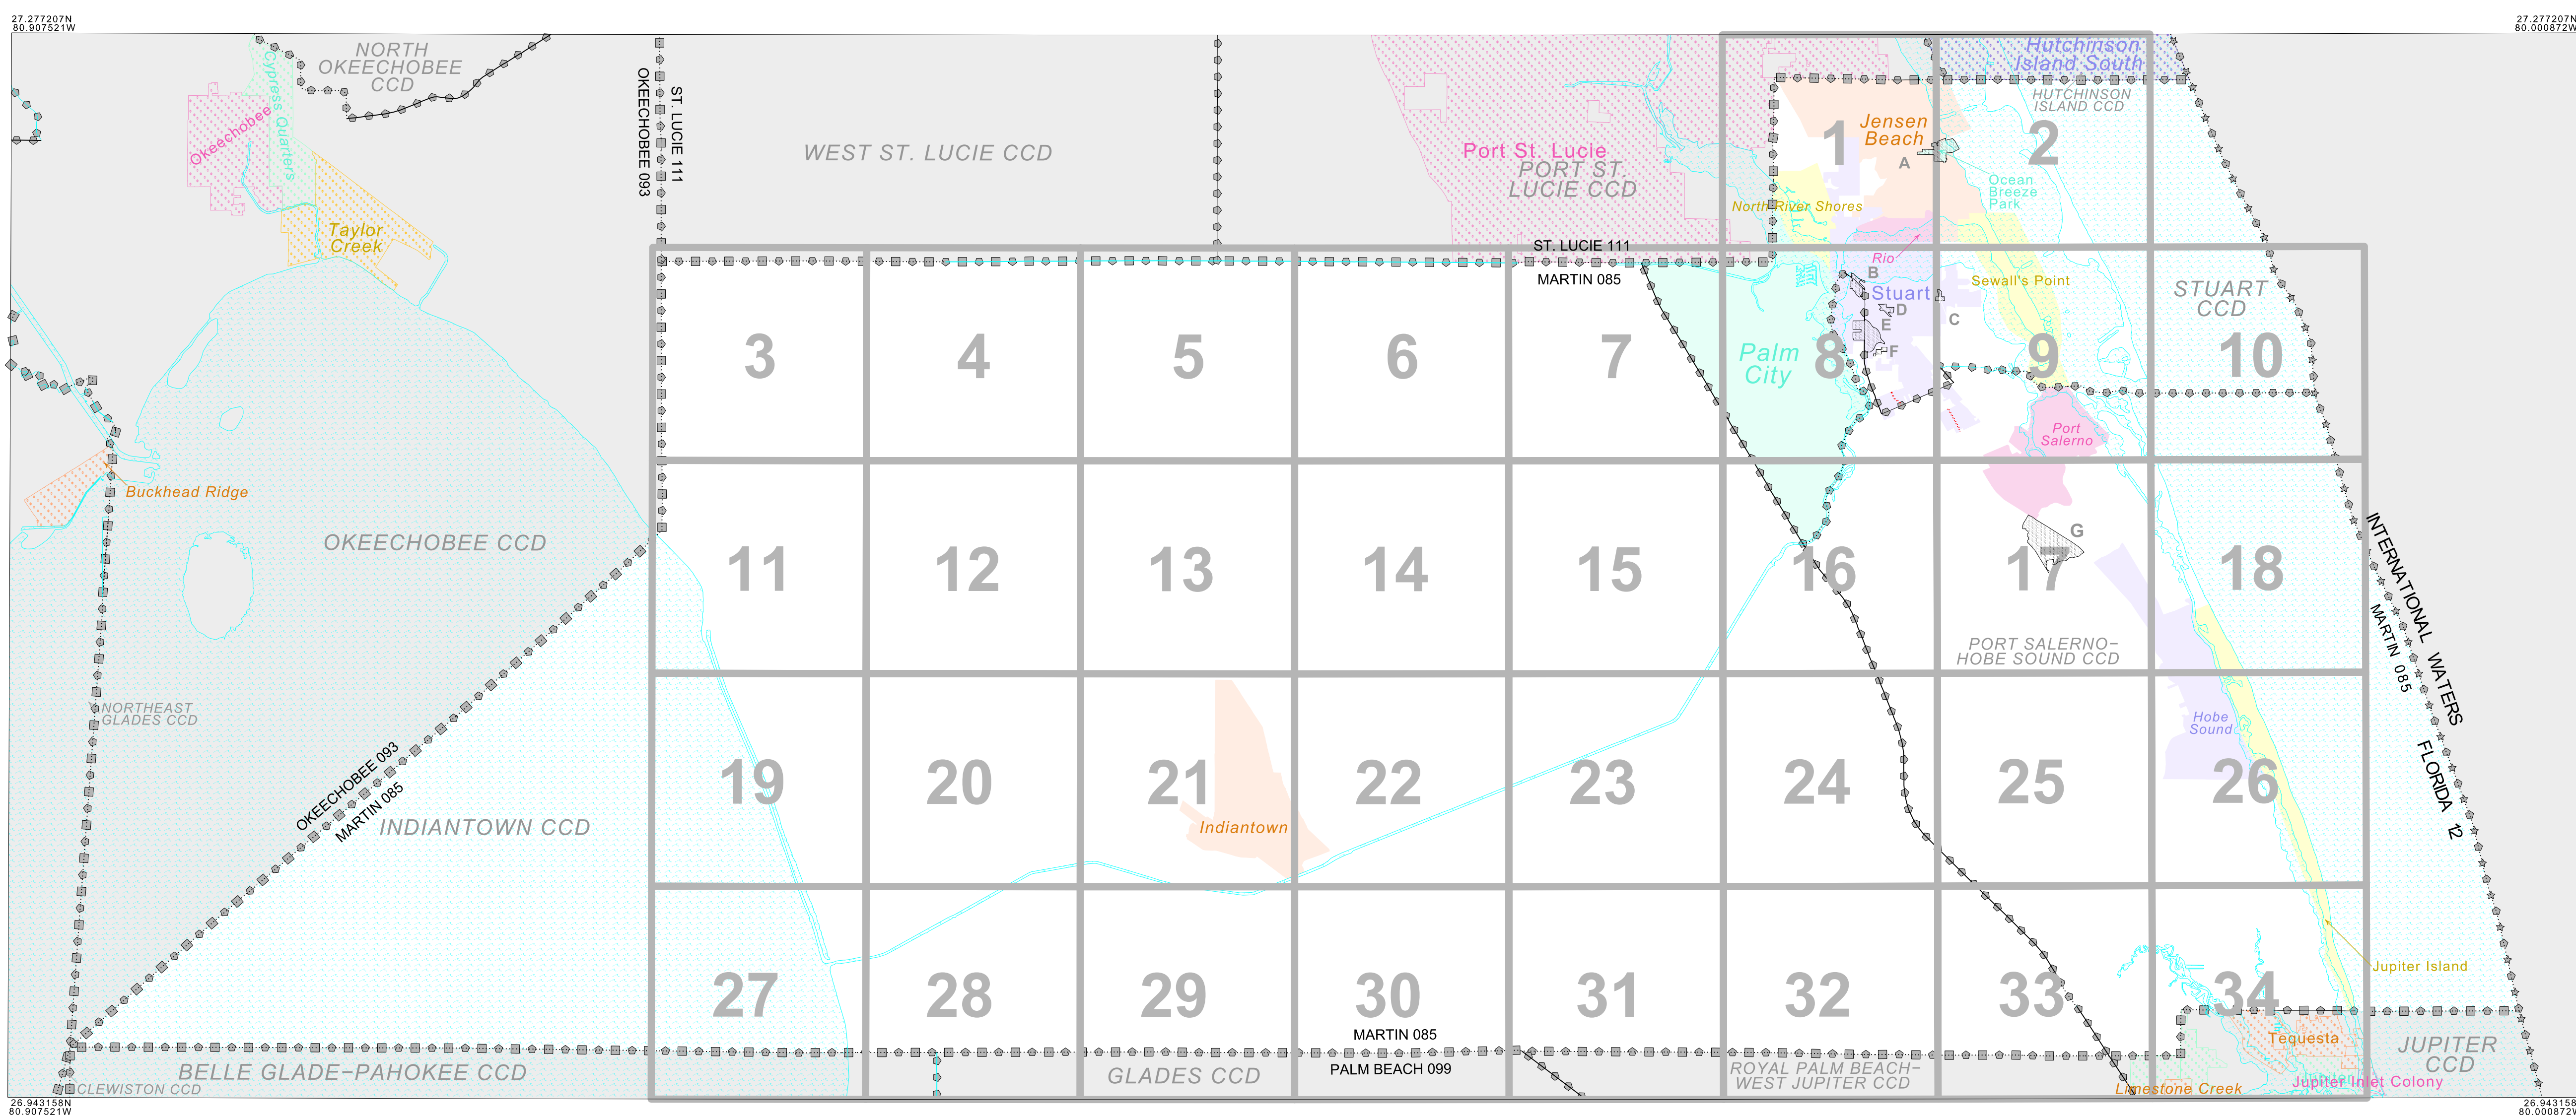 27.277207N
80.907521W
27.277207N
80.000872W
NORTH
OKEECHOBEE
CCD
Cypress Quarters
Okeechobee
Taylor
Creek
OKEECHOBEE 093
ST. LUCIE 111
WEST ST. LUCIE CCD
Port St. Lucie
PORT ST.
LUCIE CCD
Hutchinson
Island South
HUTCHINSON
ISLAND CCD
Jensen
Beach
1
2
A
Ocean
Breeze
Park
North River Shores
Rio
ST. LUCIE 111
MARTIN 085
B
Stuart
D
E
C
F
Sewall's Point
STUART
CCD
Palm
City
3
4
5
6
7
8
9
10
Port
Salerno
Buckhead Ridge
OKEECHOBEE CCD
G
11
12
13
14
15
16
17
18
INTERNATIONAL WATERS
FLORIDA 12
MARTIN 085
PORT SALERNO-
HOBE SOUND CCD
NORTHEAST
GLADES CCD
Hobe
Sound
19
20
21
22
23
24
25
26
OKEECHOBEE 093
MARTIN 085
INDIANTOWN CCD
Indiantown
Jupiter Island
27
28
29
30
31
32
33
34
MARTIN 085
PALM BEACH 099
Tequesta
JUPITER
CCD
BELLE GLADE-PAHOKEE CCD
GLADES CCD
ROYAL PALM BEACH-
WEST JUPITER CCD
CLEWISTON CCD
Jupiter Inlet Colony
Limestone Creek
26.943158N
80.907521W
26.943158
80.000872